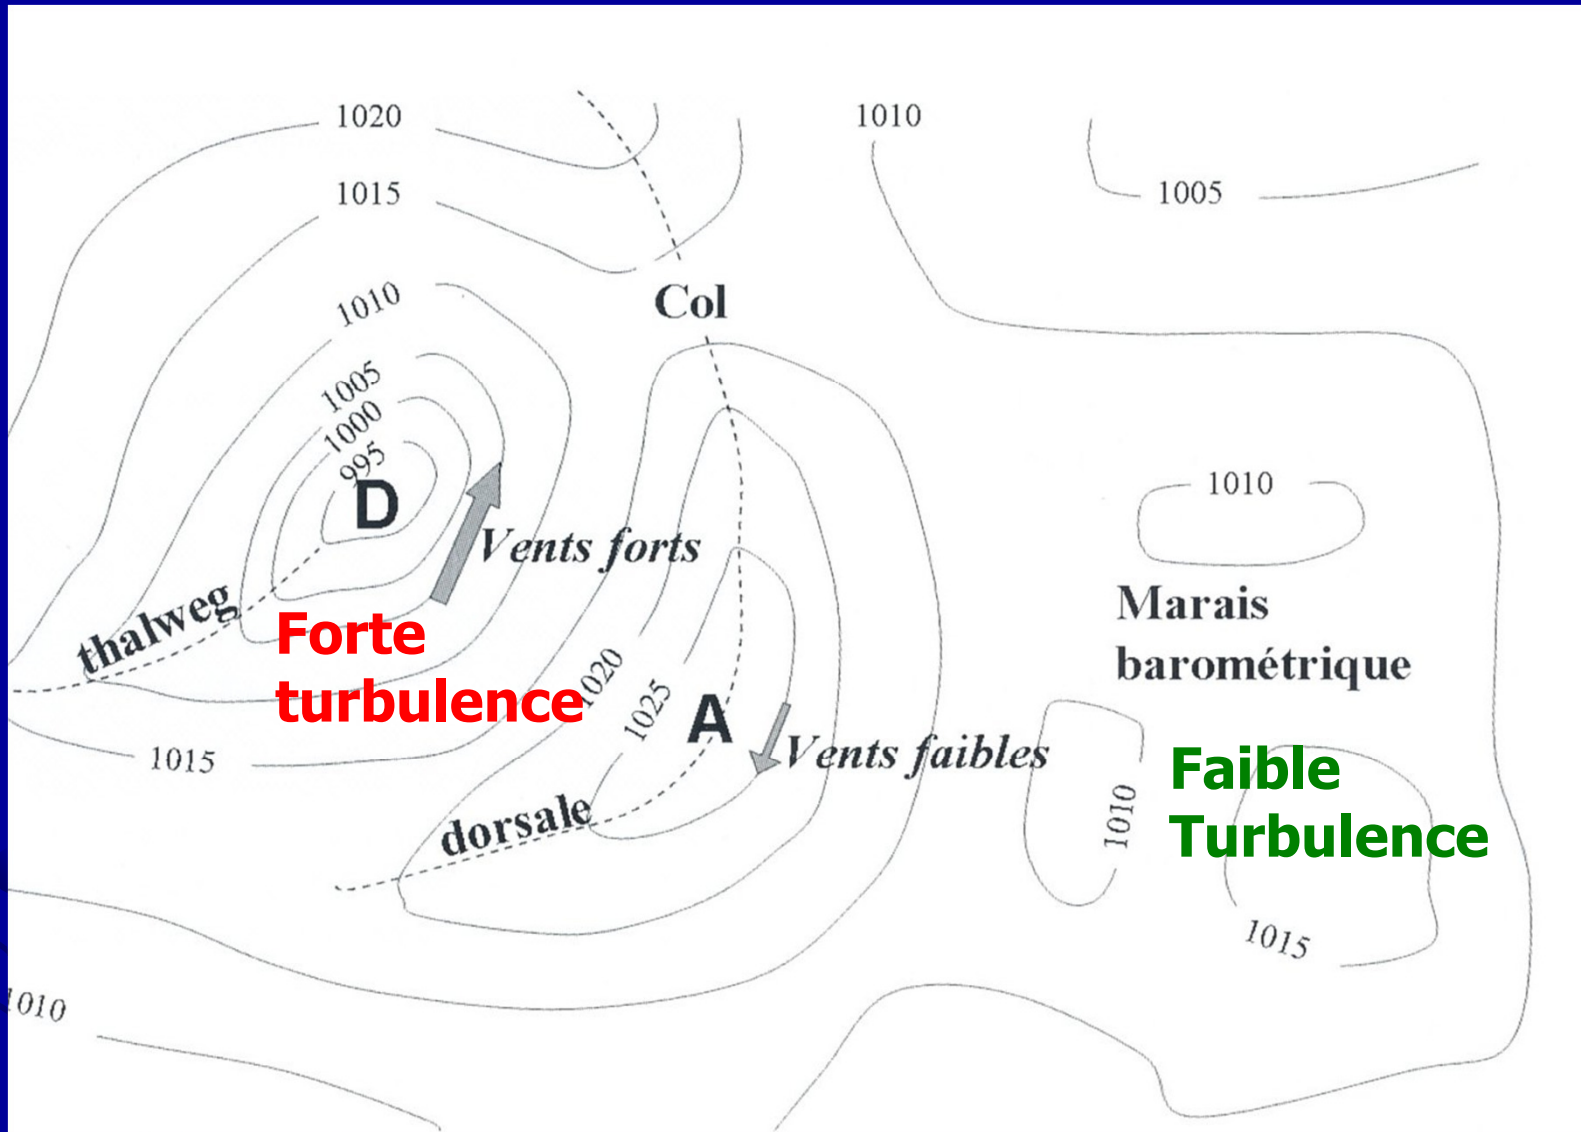 1020
1010
1015
1005
1010
Col
1005
1000
995
D
1010
Vents forts
Marais
barométrique
thalweg
Forte
turbulence
1020
1025
A
1015
Vents faibles
Faible
Turbulence
1010
dorsale
1015
1010